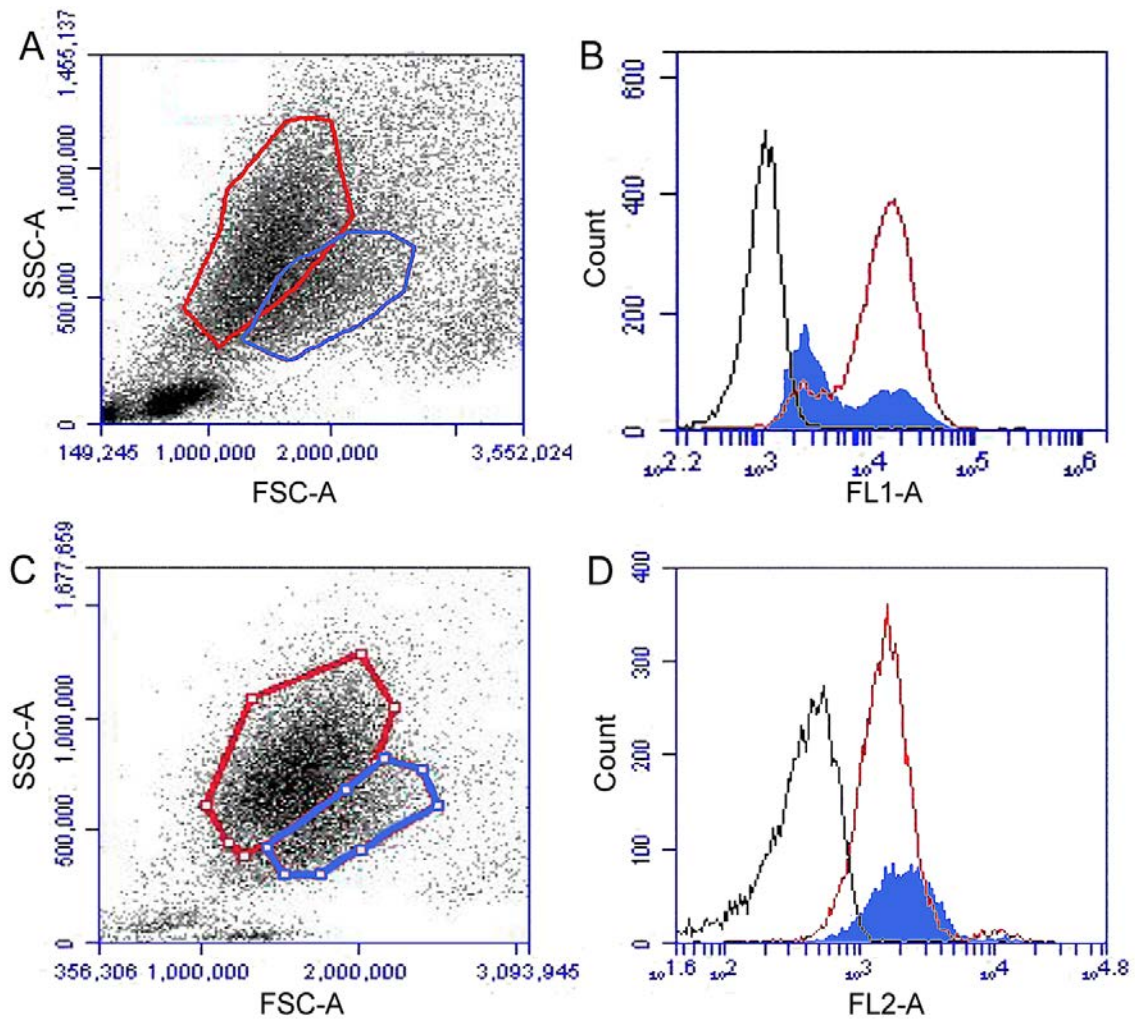 A
1,455,137
1,000,000
500,000
0
SSC-A
149,245 1,000,000 2,000,000 3,552,024
FSC-A
B
600
400
200
0
Count
10^2.2 10^3 10^4 10^5 10^6
FL1-A
C
1,677,659
1,000,000
500,000
0
SSC-A
356,306 1,000,000 2,000,000 3,093,945
FSC-A
D
400
300
200
100
0
Count
10^1.6 10^2 10^3 10^4 10^4.8
FL2-A